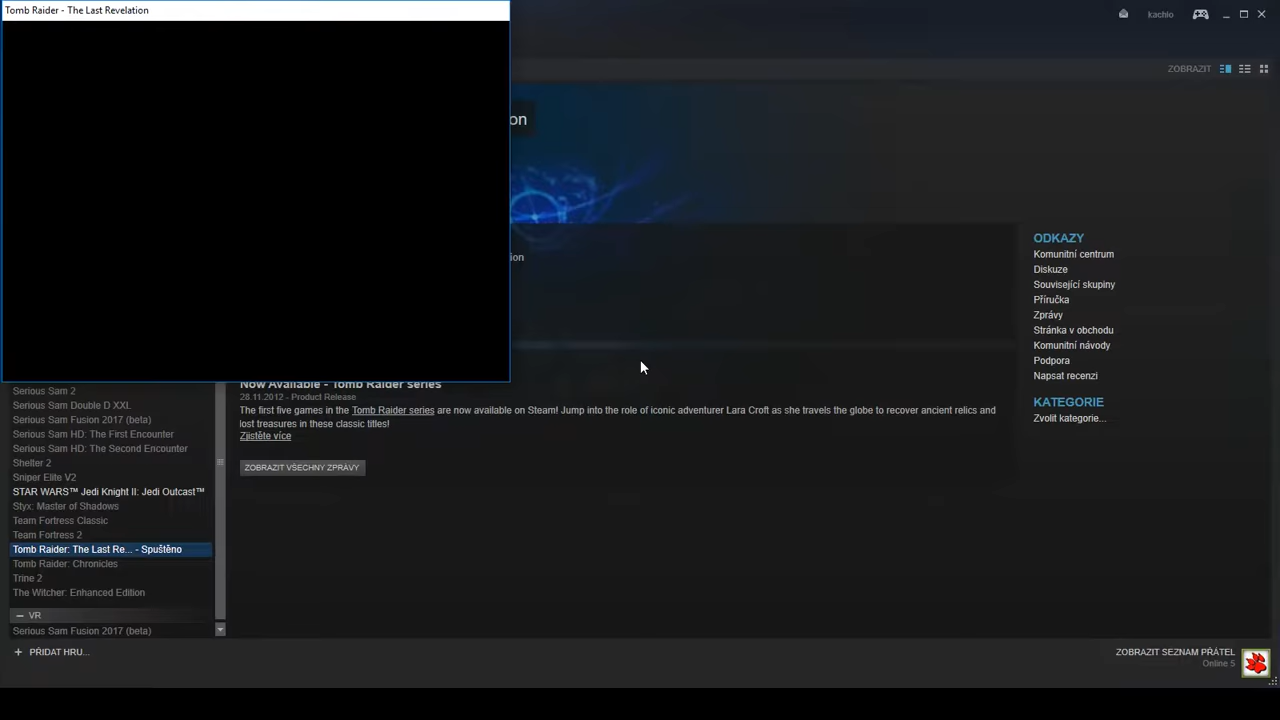 Tomb Raider - The Last Revelation
kachlo
ZOBRAZIT
on
ion
ODKAZY
Komunitní centrum
Diskuze
Související skupiny
Příručka
Zprávy
Stránka v obchodu
Komunitní návody
Podpora
Napsat recenzi
KATEGORIE
Zvolit kategorie...
Now Available - Tomb Raider series
28.11.2012 - Product Release
The first five games in the Tomb Raider series are now available on Steam! Jump into the role of iconic adventurer Lara Croft as she travels the globe to recover ancient relics and
lost treasures in these classic titles!
Zjistěte více
ZOBRAZIT VŠECHNY ZPRÁVY
Serious Sam 2
Serious Sam Double D XXL
Serious Sam Fusion 2017 (beta)
Serious Sam HD: The First Encounter
Serious Sam HD: The Second Encounter
Shelter 2
Sniper Elite V2
STAR WARS™ Jedi Knight II: Jedi Outcast™
Styx: Master of Shadows
Team Fortress Classic
Team Fortress 2
Tomb Raider: The Last Re... - Spuštěno
Tomb Raider: Chronicles
Trine 2
The Witcher: Enhanced Edition
— VR
Serious Sam Fusion 2017 (beta)
+ PŘIDAT HRU...
ZOBRAZIT SEZNAM PŘÁTEL
Online 5